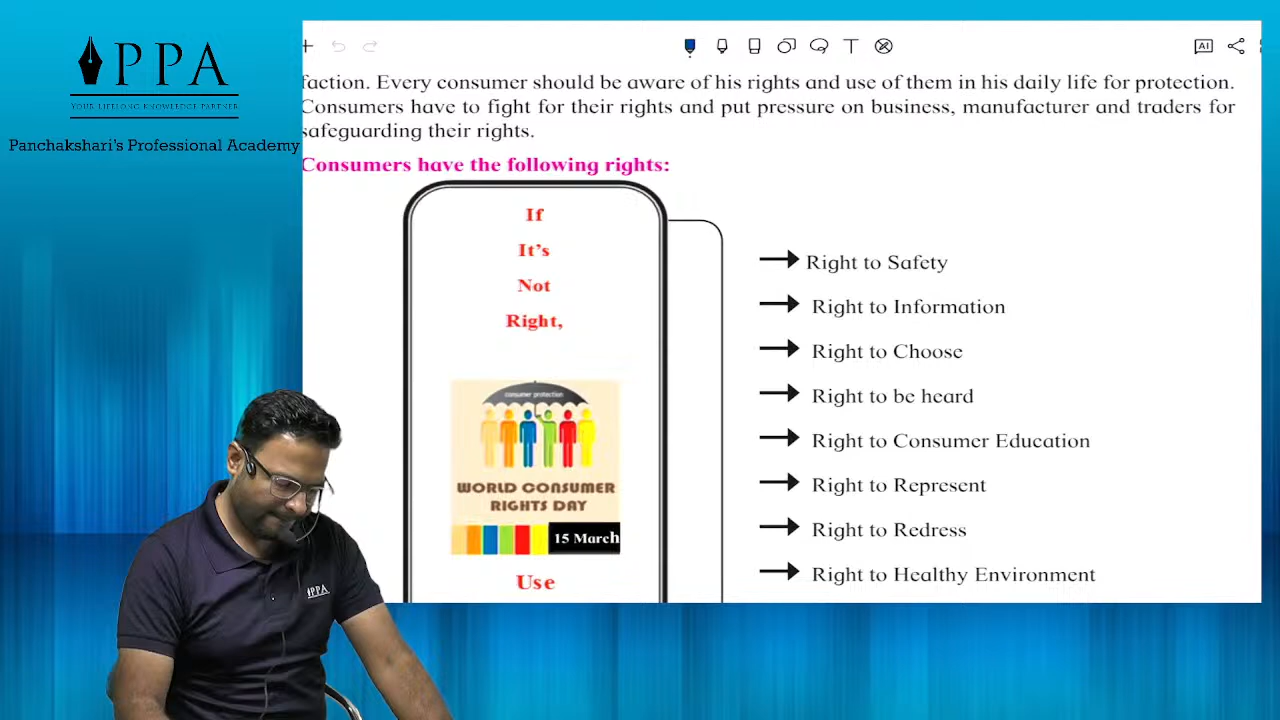 PPA
YOUR LIFELONG KNOWLEDGE PARTNER
Panchakshari's Professional Academy
AI
faction. Every consumer should be aware of his rights and use of them in his daily life for protection.
Consumers have to fight for their rights and put pressure on business, manufacturer and traders for
safeguarding their rights.
Consumers have the following rights:
If
It's
Not
Right,
consumer protection
WORLD CONSUMER
RIGHTS DAY
15 March
Use
Right to Safety
Right to Information
Right to Choose
Right to be heard
Right to Consumer Education
Right to Represent
Right to Redress
Right to Healthy Environment
PPA